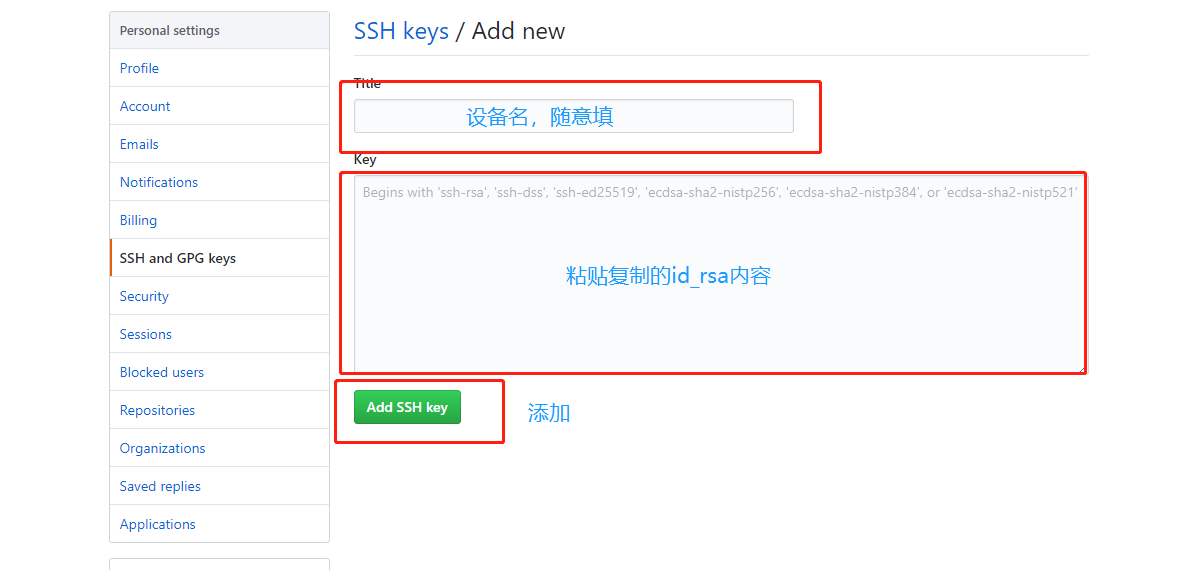 Personal settings
Profile
Account
Emails
Notifications
Billing
SSH and GPG keys
Security
Sessions
Blocked users
Repositories
Organizations
Saved replies
Applications
SSH keys / Add new
Title
设备名，随意填
Key
Begins with 'ssh-rsa', 'ssh-dss', 'ssh-ed25519', 'ecdsa-sha2-nistp256', 'ecdsa-sha2-nistp384', or 'ecdsa-sha2-nistp521'
粘贴复制的id_rsa内容
Add SSH key
添加